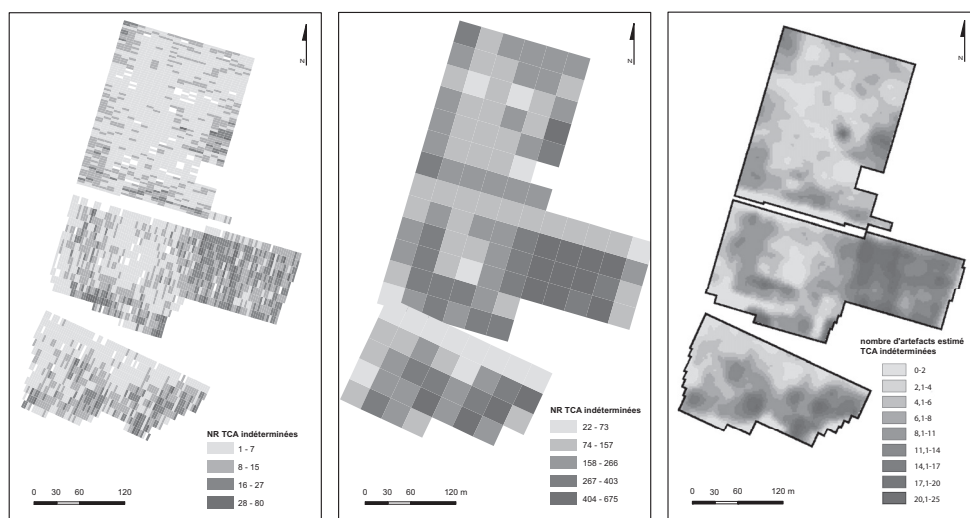 N
NR TCA indéterminées
1 - 7
8 - 15
16 - 27
28 - 80
0 30 60 120
N
NR TCA indéterminées
22 - 73
74 - 157
158 - 266
267 - 403
404 - 675
0 30 60 120 m
N
nombre d'artefacts estimé
TCA indéterminées
0-2
2,1-4
4,1-6
6,1-8
8,1-11
11,1-14
14,1-17
17,1-20
20,1-25
0 30 60 120 m